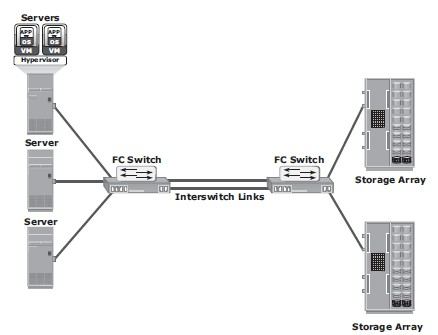 Servers
APP APP
OS OS
VM VM
Hypervisor
Server
FC Switch FC Switch
Interswitch Links
Storage Array
Server
Storage Array